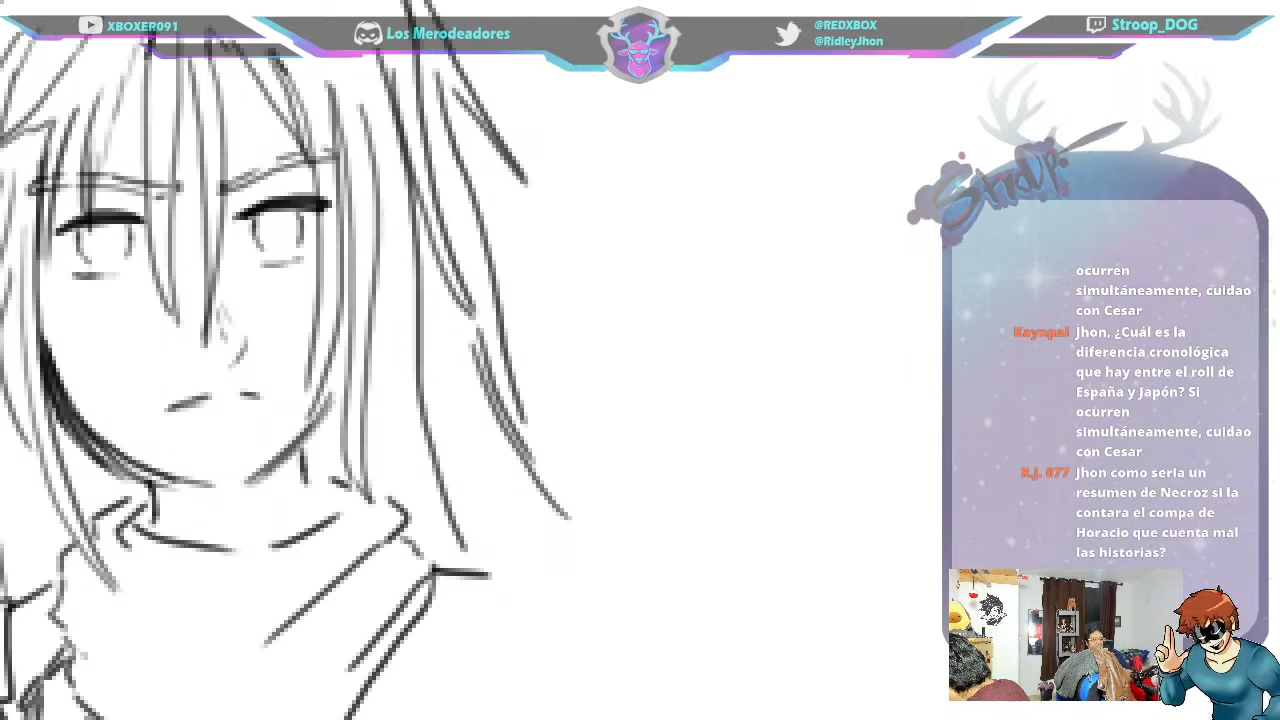 XBOXER091
Los Merodeadores
@REDXBOX
@RidleyJhon
Stroop_DOG
Stroop
ocurren
simultáneamente, cuidao
con Cesar
Kaynpai Jhon, ¿Cuál es la
diferencia cronológica
que hay entre el roll de
España y Japón? Si
ocurren
simultáneamente, cuidao
con Cesar
R.J. 077 Jhon como seria un
resumen de Necroz si la
contara el compa de
Horacio que cuenta mal
las historias?